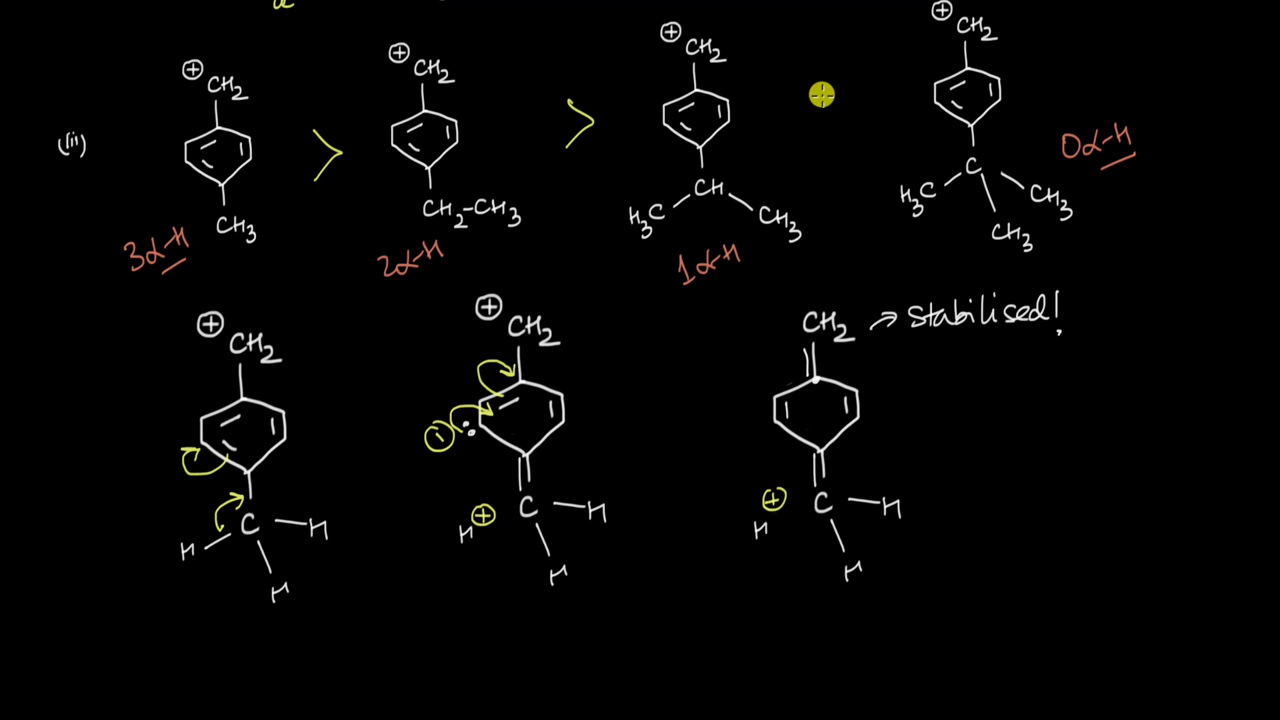 (ii)
⊕ CH2
⊕ CH2
⊕ CH2
⊕ CH2
>
>
CH3
CH2-CH3
H3C CH CH3
H3C C CH3
CH3
3α-H
2α-H
1α-H
0α-H
⊕ CH2
⊕ CH2
CH2 → stabilised!
H C H
H
H ⊕ C H
H
⊕ H C H
H